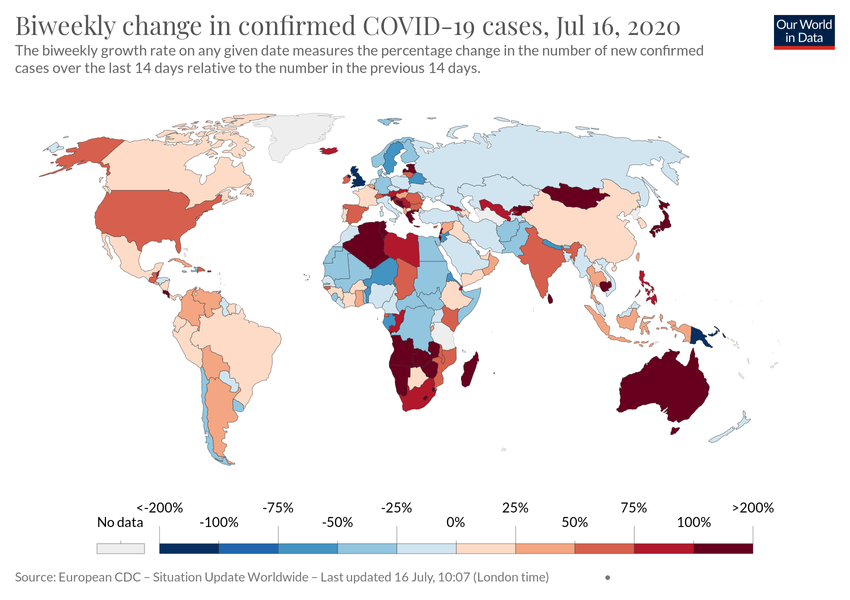 Biweekly change in confirmed COVID-19 cases, Jul 16, 2020
Our World
in Data
The biweekly growth rate on any given date measures the percentage change in the number of new confirmed
cases over the last 14 days relative to the number in the previous 14 days.
<-200% -75% -25% 25% 75% >200%
No data -100% -50% 0% 50% 100%
Source: European CDC – Situation Update Worldwide – Last updated 16 July, 10:07 (London time) •